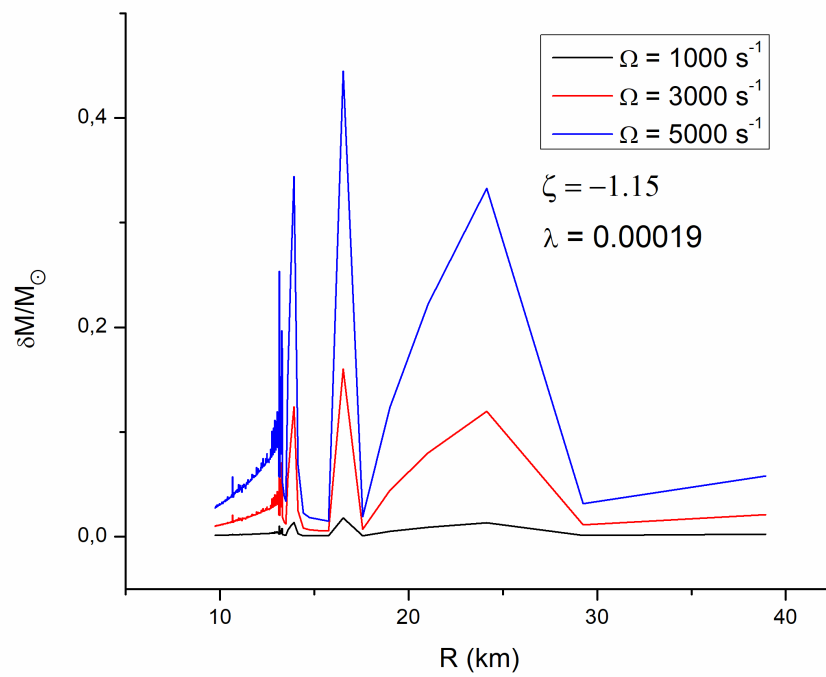 Ω = 1000 s⁻¹
Ω = 3000 s⁻¹
Ω = 5000 s⁻¹
ζ = −1.15
λ = 0.00019
0,4
0,2
0,0
δM/M☉
10 20 30 40
R (km)